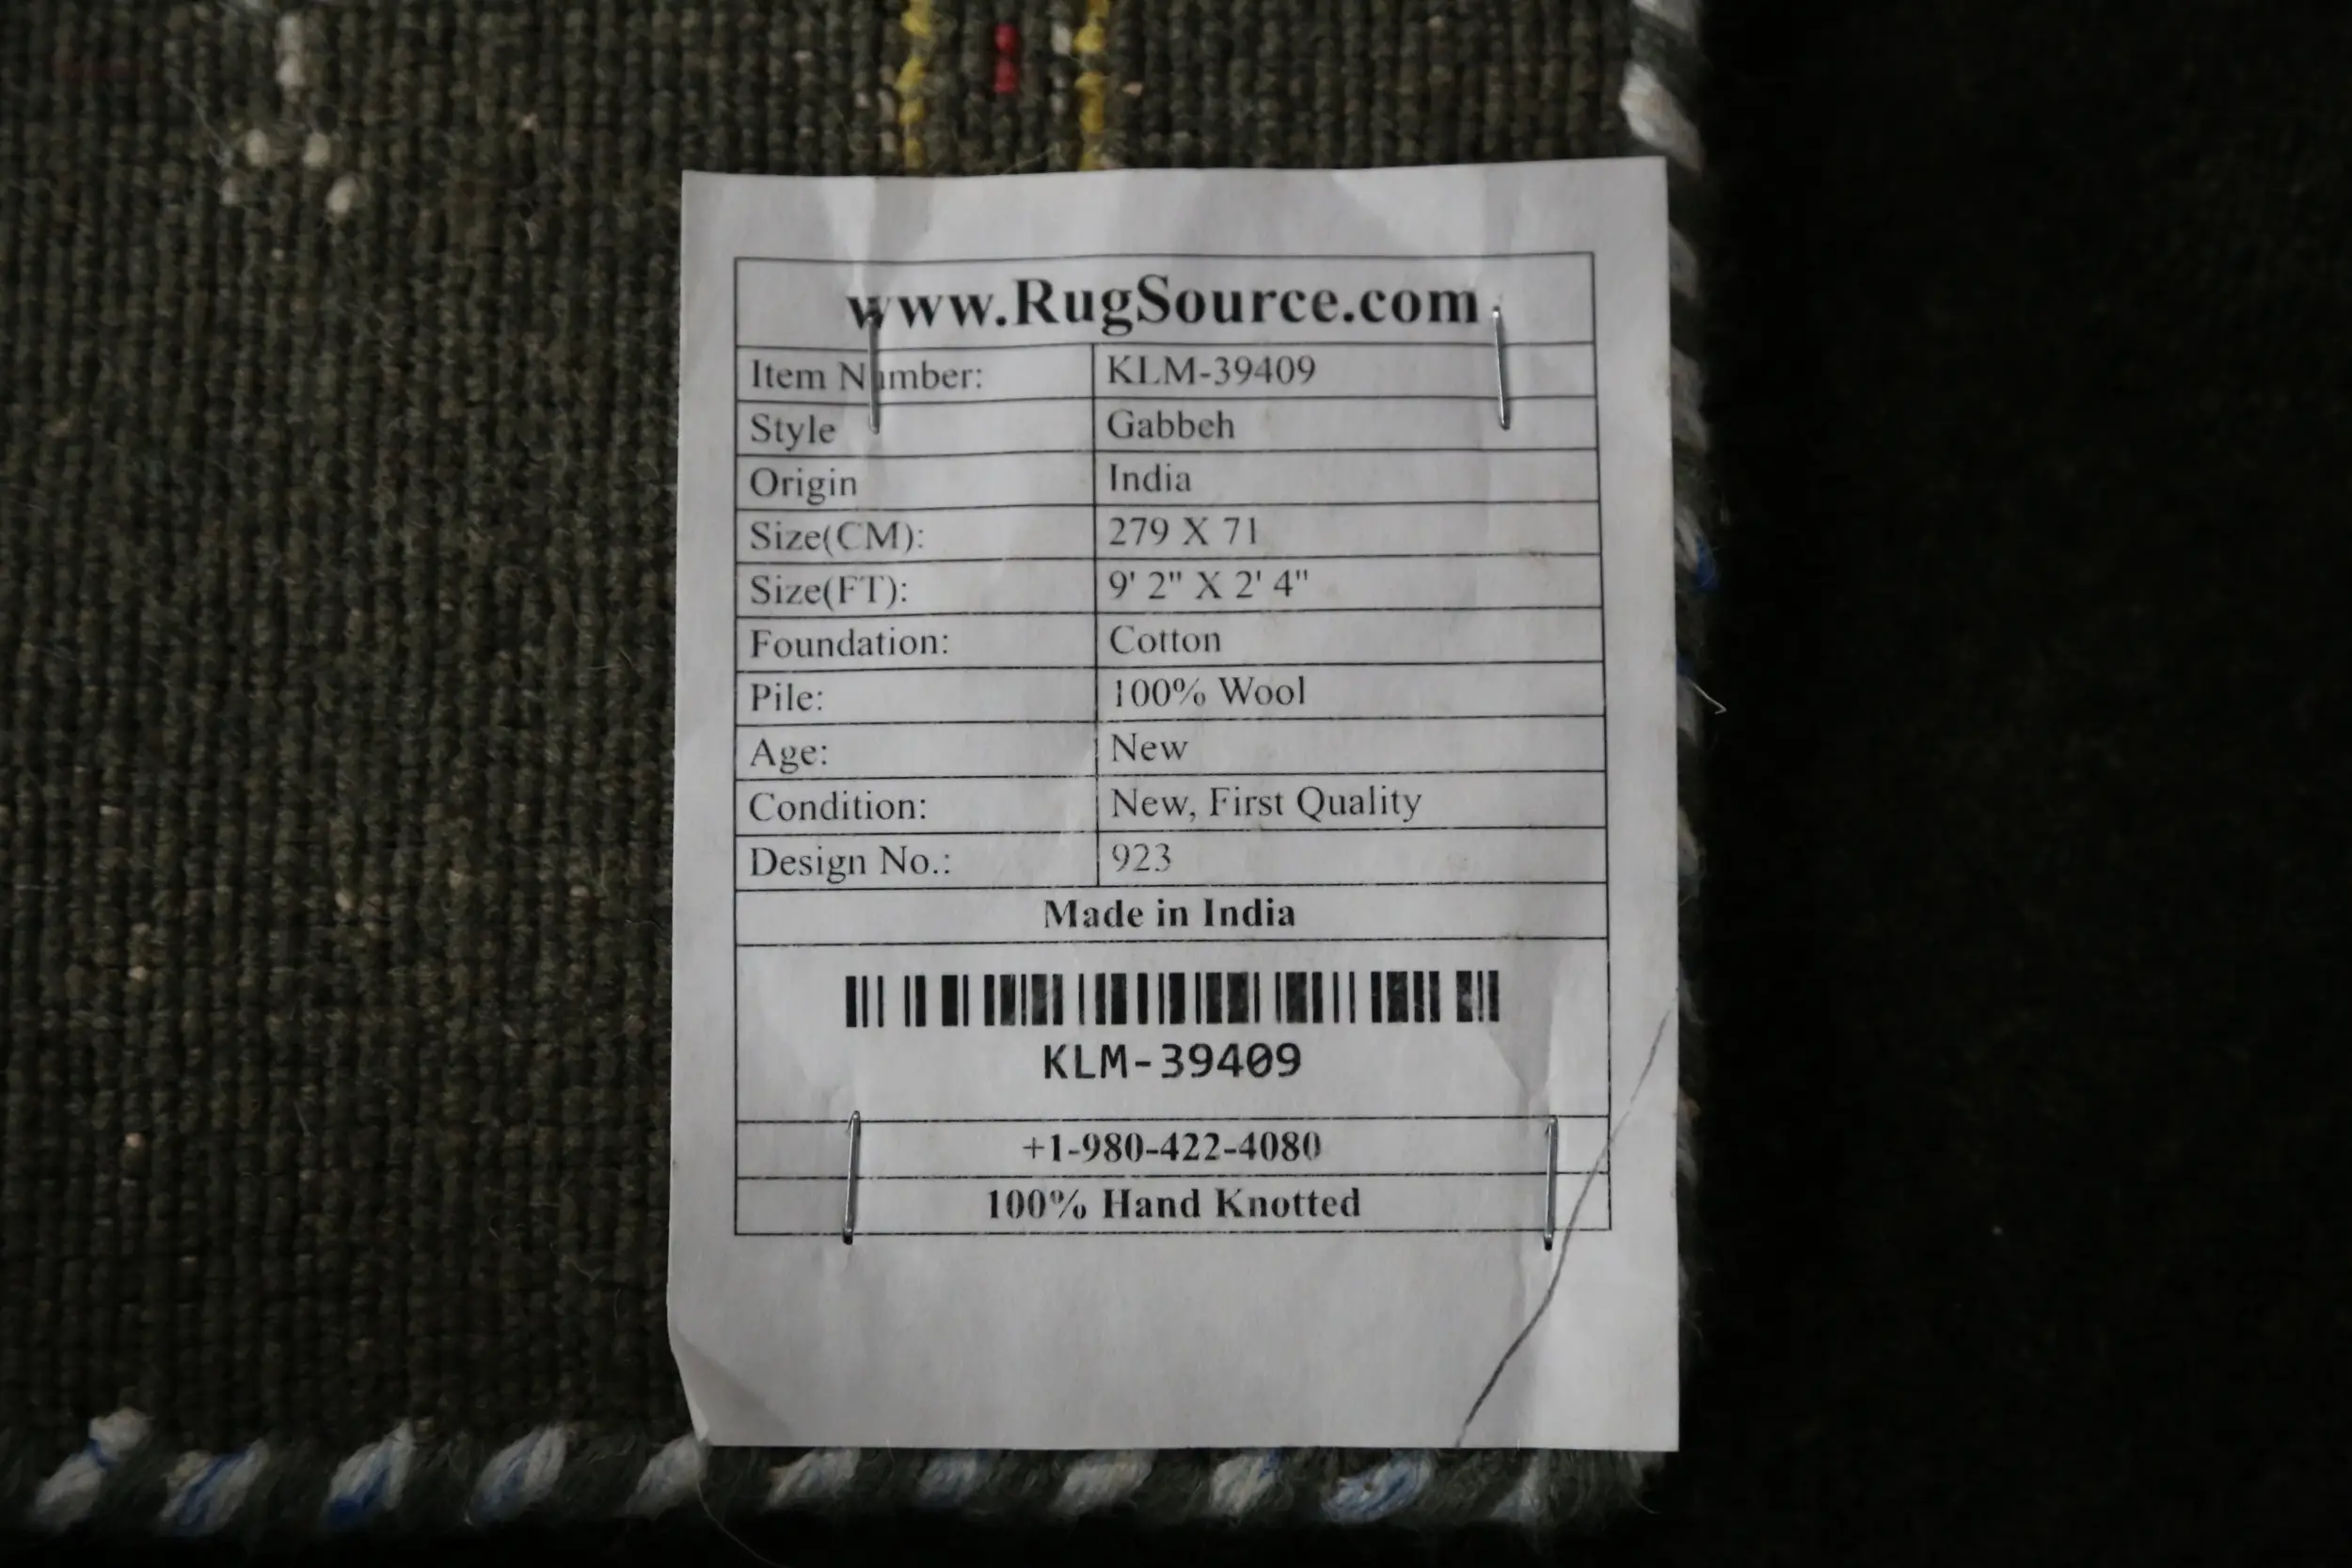 www.RugSource.com
Item Number: KLM-39409
Style Gabbeh
Origin India
Size(CM): 279 X 71
Size(FT): 9' 2" X 2' 4"
Foundation: Cotton
Pile: 100% Wool
Age: New
Condition: New, First Quality
Design No.: 923
Made in India
KLM-39409
+1-980-422-4080
100% Hand Knotted